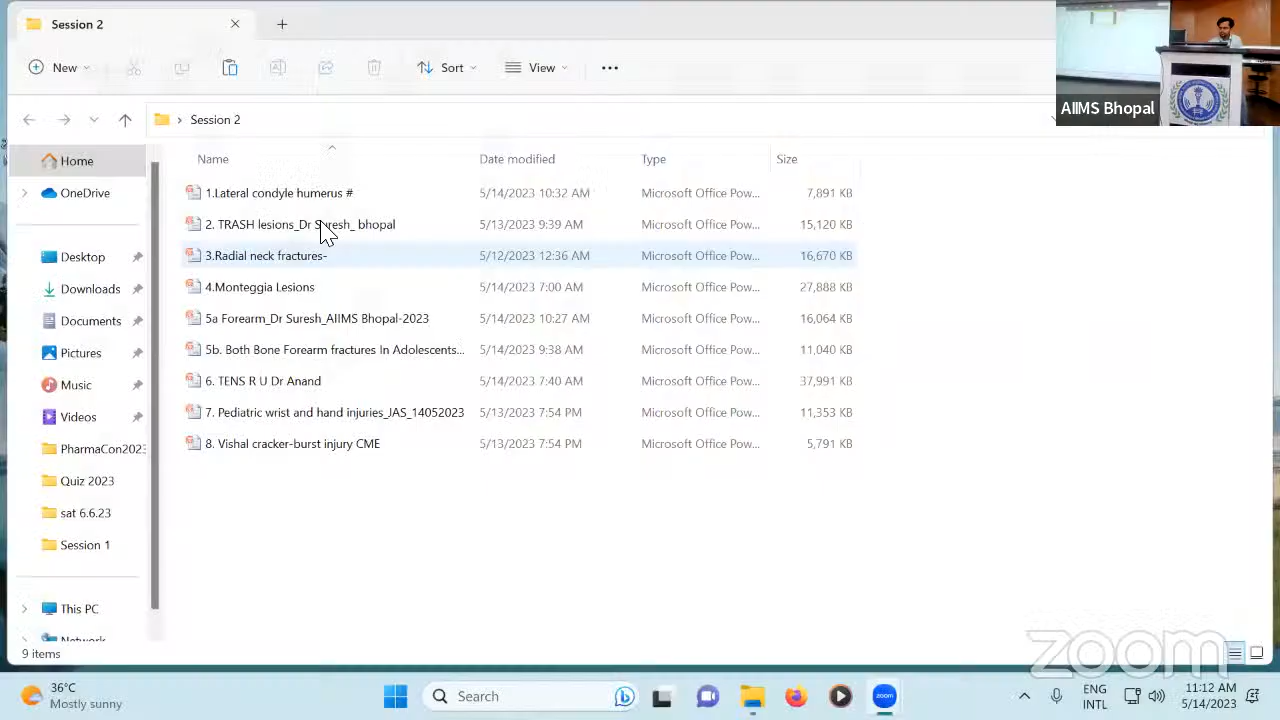 Session 2
New
Sort
View
Session 2
AIIMS Bhopal
Home
OneDrive
Desktop
Downloads
Documents
Pictures
Music
Videos
PharmaCon2023
Quiz 2023
sat 6.6.23
Session 1
This PC
Network
Name Date modified Type Size
1.Lateral condyle humerus # 5/14/2023 10:32 AM Microsoft Office Pow... 7,891 KB
2. TRASH lesions_Dr Suresh_ bhopal 5/13/2023 9:39 AM Microsoft Office Pow... 15,120 KB
3.Radial neck fractures- 5/12/2023 12:36 AM Microsoft Office Pow... 16,670 KB
4.Monteggia Lesions 5/14/2023 7:00 AM Microsoft Office Pow... 27,888 KB
5a Forearm_Dr Suresh_AIIMS Bhopal-2023 5/14/2023 10:27 AM Microsoft Office Pow... 16,064 KB
5b. Both Bone Forearm fractures In Adolescents... 5/14/2023 9:38 AM Microsoft Office Pow... 11,040 KB
6. TENS R U Dr Anand 5/14/2023 7:40 AM Microsoft Office Pow... 37,991 KB
7. Pediatric wrist and hand injuries_JAS_14052023 5/13/2023 7:54 PM Microsoft Office Pow... 11,353 KB
8. Vishal cracker-burst injury CME 5/13/2023 7:54 PM Microsoft Office Pow... 5,791 KB
9 items
zoom
36°C
Mostly sunny
Search
zoom
ENG
INTL
11:12 AM
5/14/2023